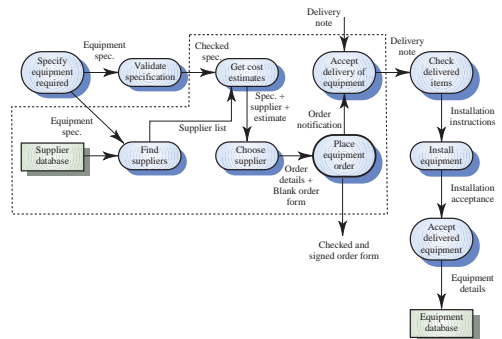 Delivery
note
Equipment
spec.
Checked
spec.
Delivery
note
Specify
equipment
required
Validate
specification
Get cost
estimates
Accept
delivery of
equipment
Check
delivered
items
Spec. +
supplier +
estimate
Equipment
spec.
Supplier list
Order
notification
Installation
instructions
Supplier
database
Find
suppliers
Choose
supplier
Place
equipment
order
Install
equipment
Order
details +
Blank order
form
Installation
acceptance
Checked and
signed order form
Accept
delivered
equipment
Equipment
details
Equipment
database